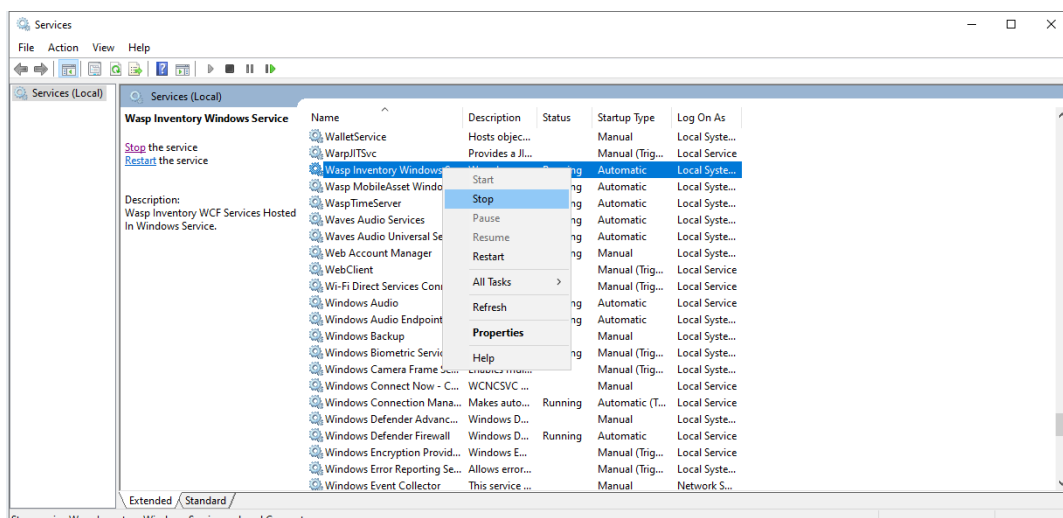 Services
File Action View Help
Services (Local)
Services (Local)
Wasp Inventory Windows Service
Stop the service
Restart the service
Description:
Wasp Inventory WCF Services Hosted
In Windows Service.
Name Description Status Startup Type Log On As
WalletService Hosts objec... Manual Local Syste...
WarpJITSvc Provides a JI... Manual (Trig... Local Service
Wasp Inventory Windows ng Automatic Local Syste...
Wasp MobileAsset Windo ng Automatic Local Syste...
WaspTimeServer ng Automatic Local Syste...
Waves Audio Services ng Automatic Local Syste...
Waves Audio Universal Se ng Automatic Local Syste...
Web Account Manager ng Manual Local Syste...
WebClient Manual (Trig... Local Service
Wi-Fi Direct Services Con Manual (Trig... Local Service
Windows Audio ng Automatic Local Service
Windows Audio Endpoint ng Automatic Local Syste...
Windows Backup Manual Local Syste...
Windows Biometric Servic ng Manual (Trig... Local Syste...
Windows Camera Frame Manual (Trig... Local Syste...
Windows Connect Now - C... WCNCSVC ... Manual Local Service
Windows Connection Mana... Makes auto... Running Automatic (T... Local Service
Windows Defender Advanc... Windows D... Manual Local Syste...
Windows Defender Firewall Windows D... Running Automatic Local Service
Windows Encryption Provid... Windows E... Manual (Trig... Local Service
Windows Error Reporting Se... Allows error... Manual (Trig... Local Syste...
Windows Event Collector This service ... Manual Network S...
Start
Stop
Pause
Resume
Restart
All Tasks >
Refresh
Properties
Help
Extended Standard